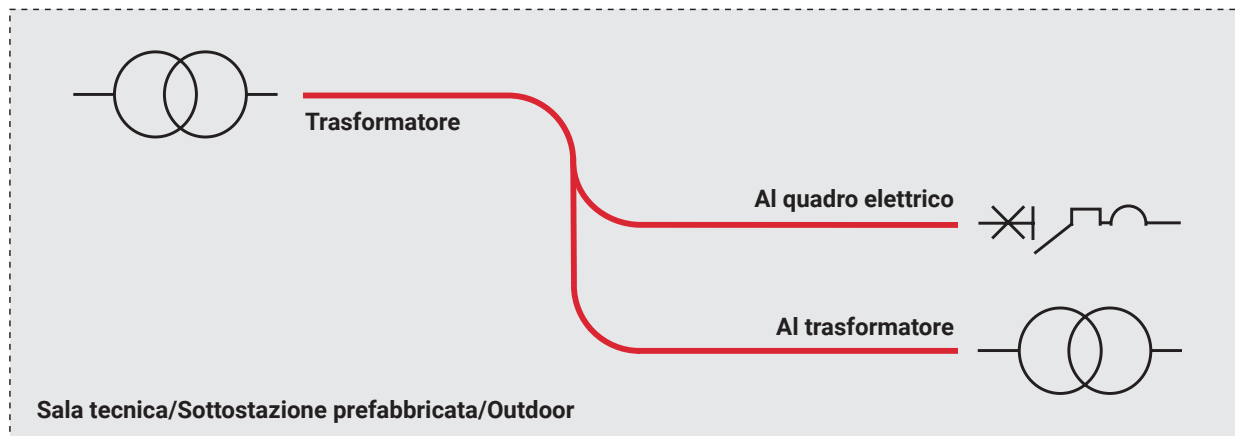 Trasformatore
Al quadro elettrico
Al trasformatore
Sala tecnica/Sottostazione prefabbricata/Outdoor